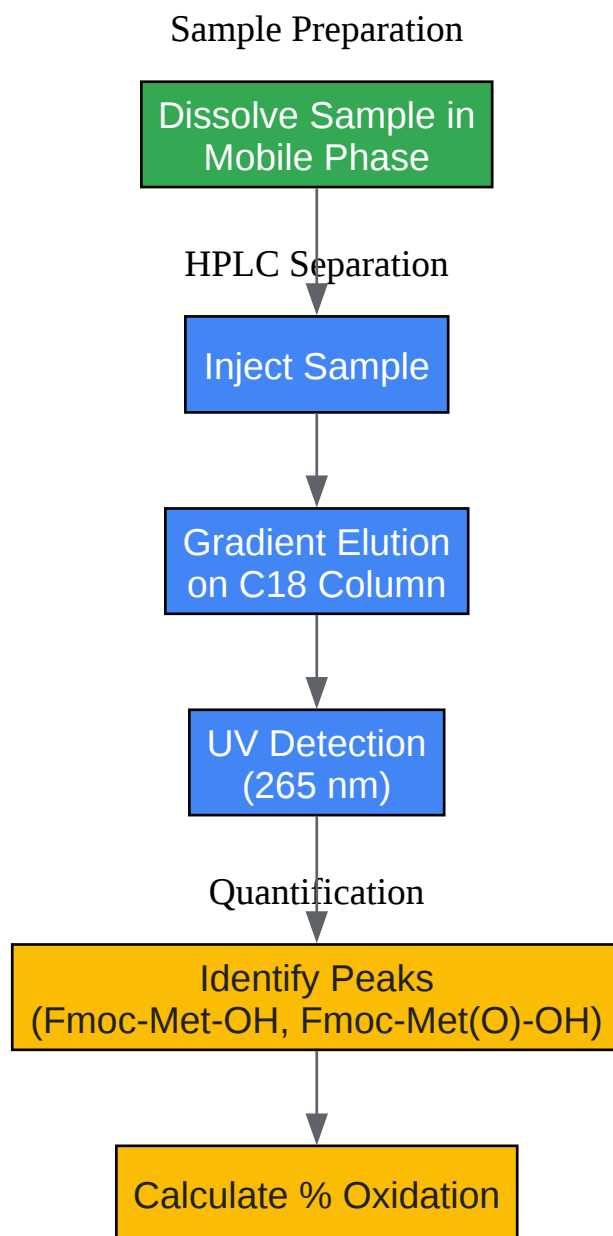 Sample Preparation
Dissolve Sample in
Mobile Phase
HPLC Separation
Inject Sample
Gradient Elution
on C18 Column
UV Detection
(265 nm)
Quantification
Identify Peaks
(Fmoc-Met-OH, Fmoc-Met(O)-OH)
Calculate % Oxidation